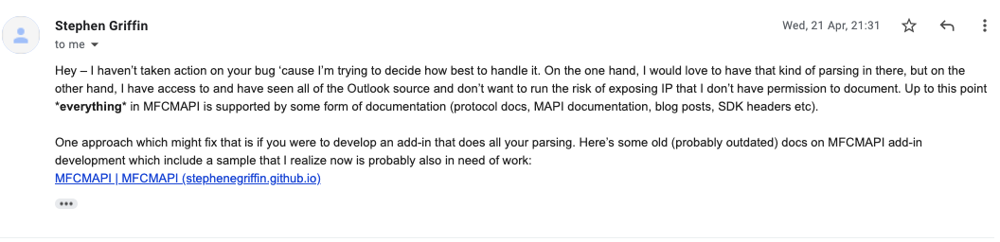 Stephen Griffin
Wed, 21 Apr, 21:31
to me
Hey – I haven't taken action on your bug ‘cause I'm trying to decide how best to handle it. On the one hand, I would love to have that kind of parsing in there, but on the
other hand, I have access to and have seen all of the Outlook source and don't want to run the risk of exposing IP that I don't have permission to document. Up to this point
*everything* in MFCMAPI is supported by some form of documentation (protocol docs, MAPI documentation, blog posts, SDK headers etc).
One approach which might fix that is if you were to develop an add-in that does all your parsing. Here's some old (probably outdated) docs on MFCMAPI add-in
development which include a sample that I realize now is probably also in need of work:
MFCMAPI | MFCMAPI (stephenegriffin.github.io)